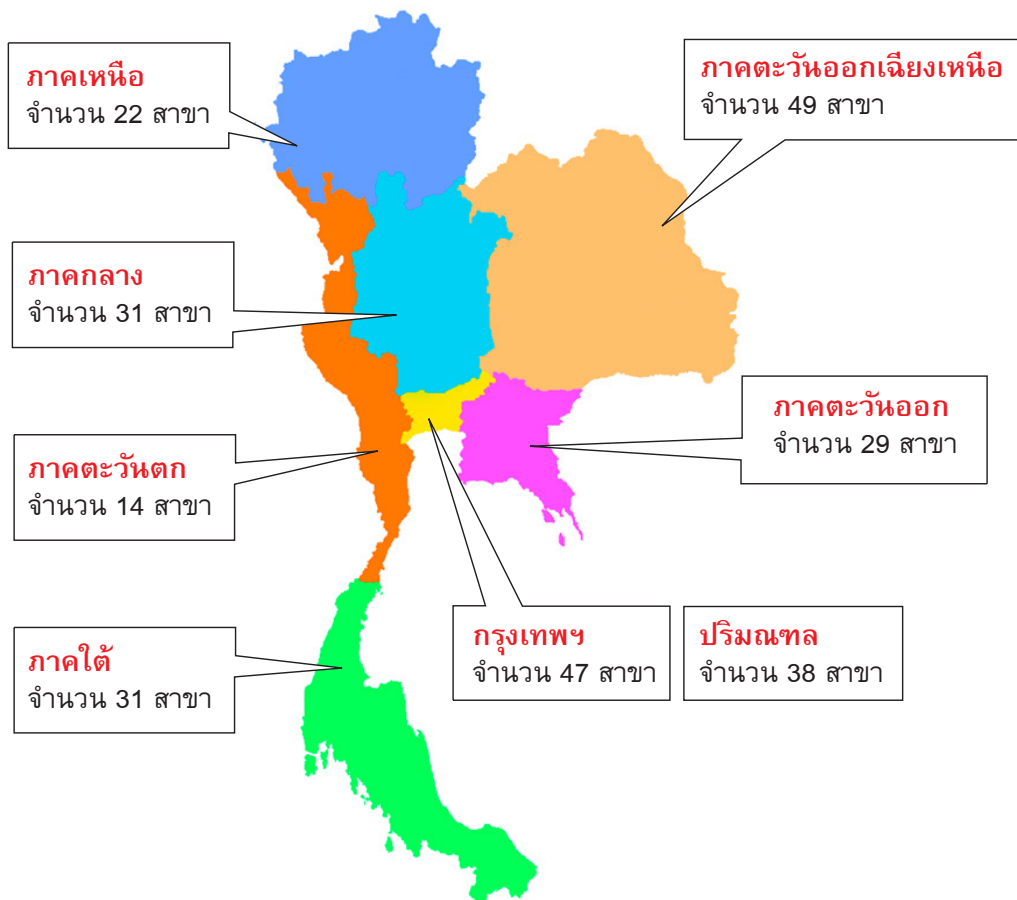 ภาคเหนือ
จำนวน 22 สาขา
ภาคตะวันออกเฉียงเหนือ
จำนวน 49 สาขา
ภาคกลาง
จำนวน 31 สาขา
ภาคตะวันออก
จำนวน 29 สาขา
ภาคตะวันตก
จำนวน 14 สาขา
กรุงเทพฯ
จำนวน 47 สาขา
ปริมณฑล
จำนวน 38 สาขา
ภาคใต้
จำนวน 31 สาขา